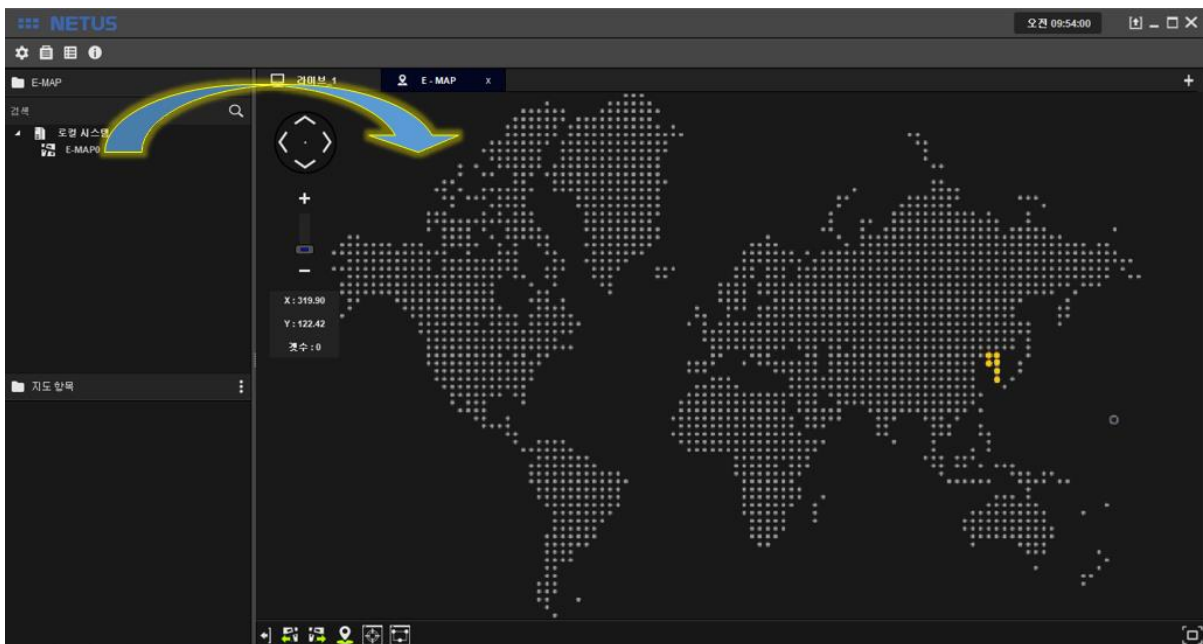 NETUS
오전 09:54:00
E-MAP
라이브_1
E - MAP
x
검색
로컬 시스템
E-MAP0
X : 319.90
Y : 122.42
갯수 : 0
지도 항목